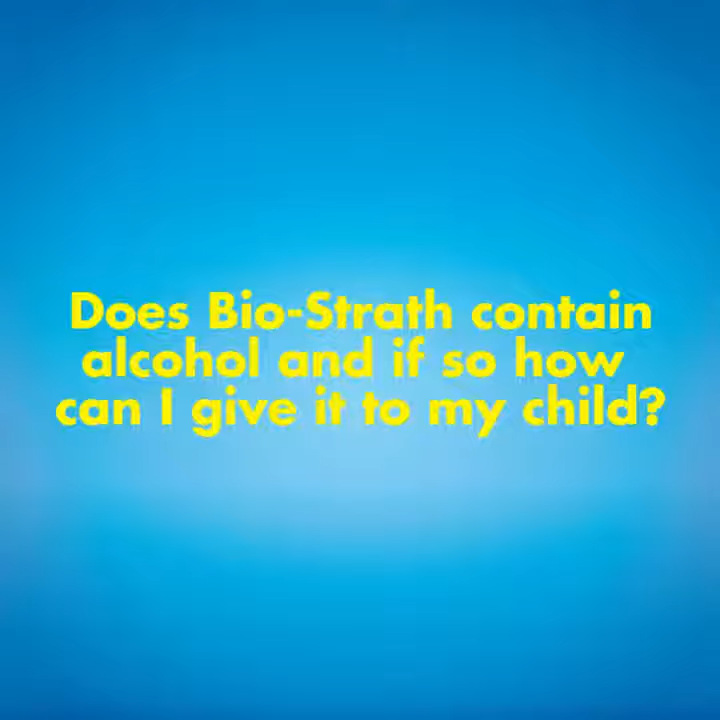 Does Bio-Strath contain
alcohol and if so how
can I give it to my child?